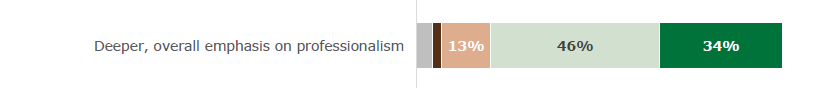 Deeper, overall emphasis on professionalism 13% 46% 34%